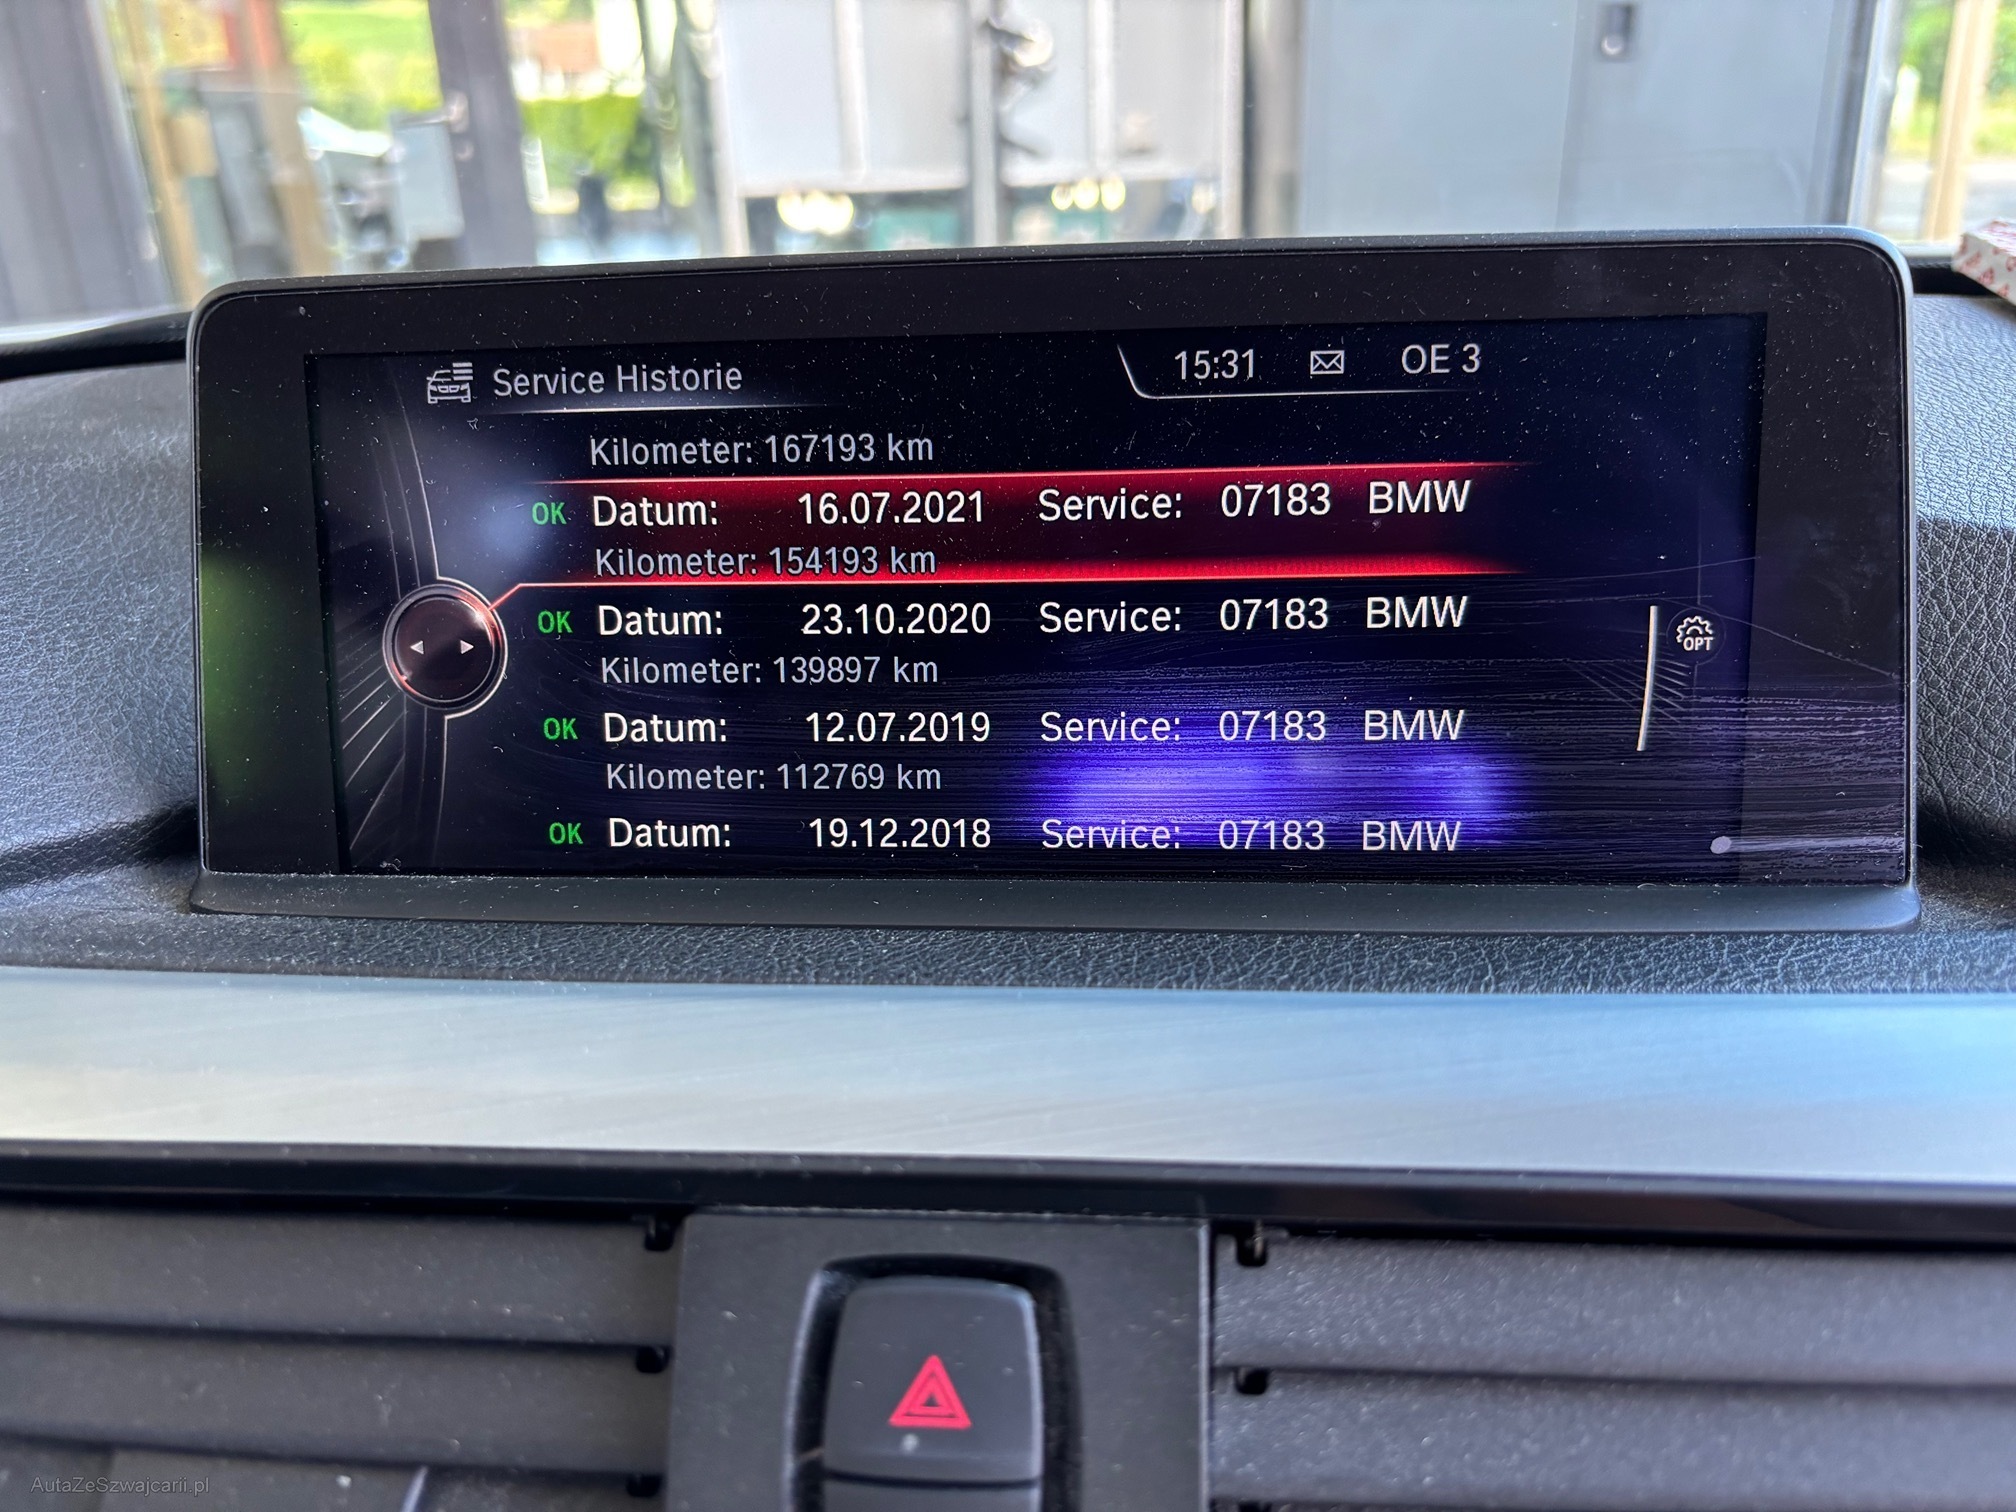 Service Historie
15:31 OE 3
Kilometer: 167193 km
OK Datum: 16.07.2021 Service: 07183 BMW
Kilometer: 154193 km
OK Datum: 23.10.2020 Service: 07183 BMW
Kilometer: 139897 km
OK Datum: 12.07.2019 Service: 07183 BMW
Kilometer: 112769 km
OK Datum: 19.12.2018 Service: 07183 BMW
OPT
AutaZeSzwajcarii.pl